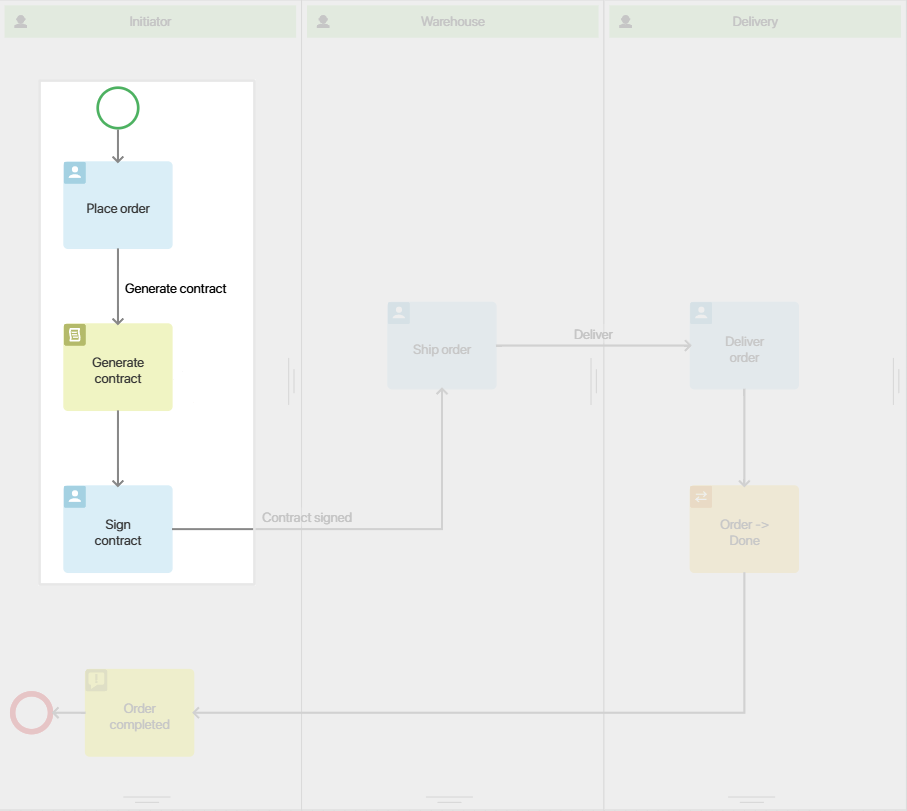 Initiator
Warehouse
Delivery
Place order
Generate contract
Generate
contract
Ship order
Deliver
Deliver
order
Sign
contract
Contract signed
Order ->
Done
Order
completed